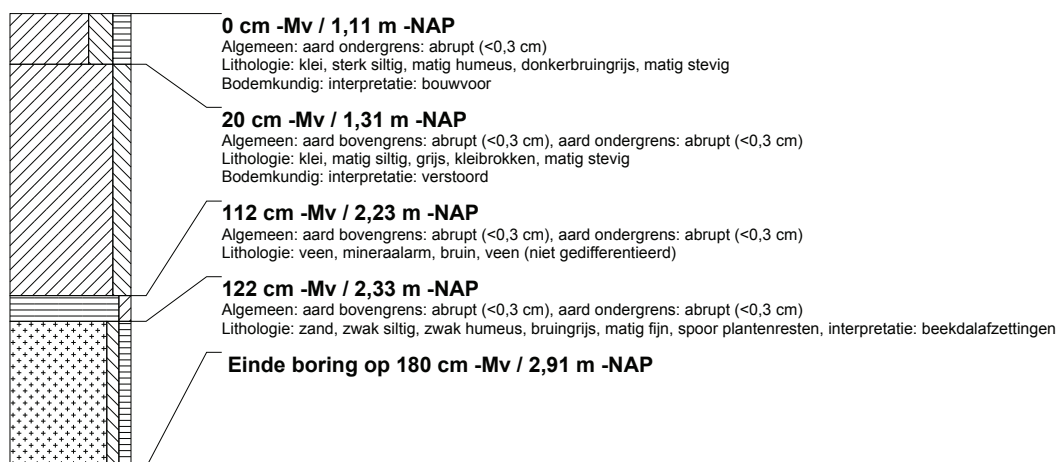 0 cm -Mv / 1,11 m -NAP
Algemeen: aard ondergrens: abrupt (<0,3 cm)
Lithologie: klei, sterk siltig, matig humeus, donkerbruingrijs, matig stevig
Bodemkundig: interpretatie: bouwvoor
20 cm -Mv / 1,31 m -NAP
Algemeen: aard bovengrens: abrupt (<0,3 cm), aard ondergrens: abrupt (<0,3 cm)
Lithologie: klei, matig siltig, grijs, kleibrokken, matig stevig
Bodemkundig: interpretatie: verstoord
112 cm -Mv / 2,23 m -NAP
Algemeen: aard bovengrens: abrupt (<0,3 cm), aard ondergrens: abrupt (<0,3 cm)
Lithologie: veen, mineraalarm, bruin, veen (niet gedifferentieerd)
122 cm -Mv / 2,33 m -NAP
Algemeen: aard bovengrens: abrupt (<0,3 cm), aard ondergrens: abrupt (<0,3 cm)
Lithologie: zand, zwak siltig, zwak humeus, bruingrijs, matig fijn, spoor plantenresten, interpretatie: beekdalafzettingen
Einde boring op 180 cm -Mv / 2,91 m -NAP